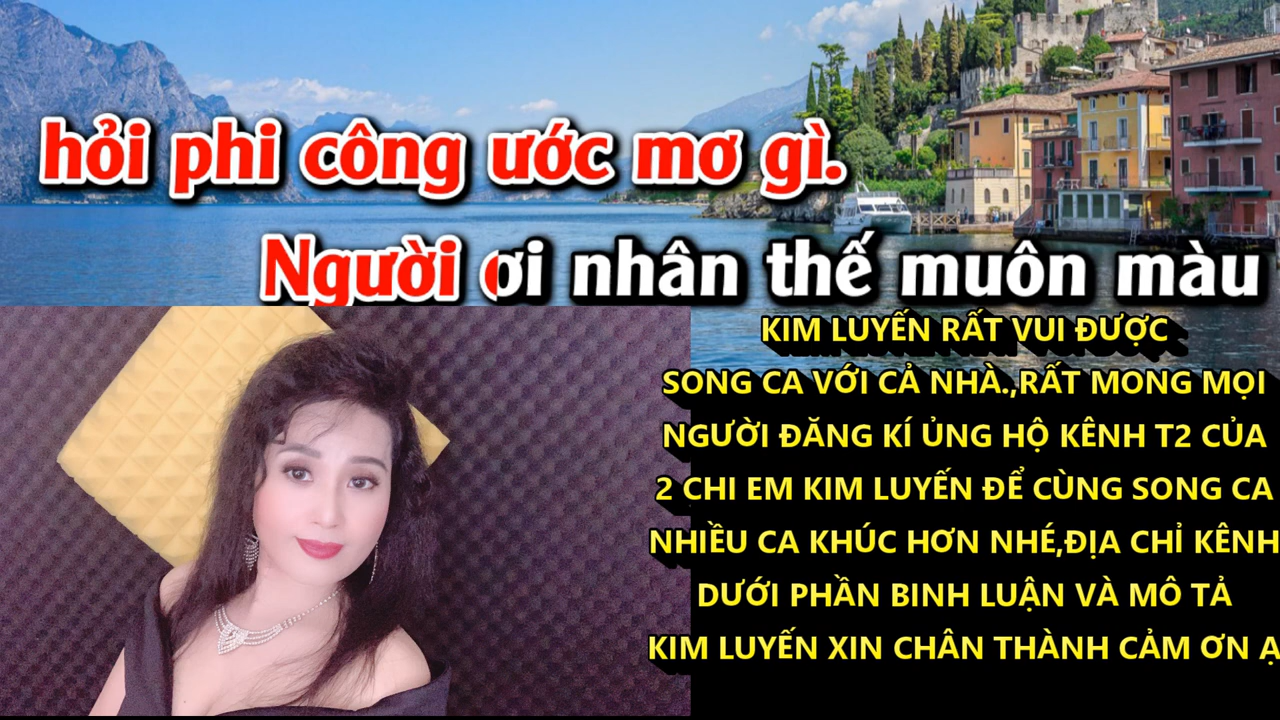 hỏi phi công ước mơ gì.
Người ơi nhân thế muôn màu
KIM LUYẾN RẤT VUI ĐƯỢC
SONG CA VỚI CẢ NHÀ.,RẤT MONG MỌI
NGƯỜI ĐĂNG KÍ ỦNG HỘ KÊNH T2 CỦA
2 CHI EM KIM LUYẾN ĐỂ CÙNG SONG CA
NHIỀU CA KHÚC HƠN NHÉ,ĐỊA CHỈ KÊNH
DƯỚI PHẦN BINH LUẬN VÀ MÔ TẢ
KIM LUYẾN XIN CHÂN THÀNH CẢM ƠN Ạ